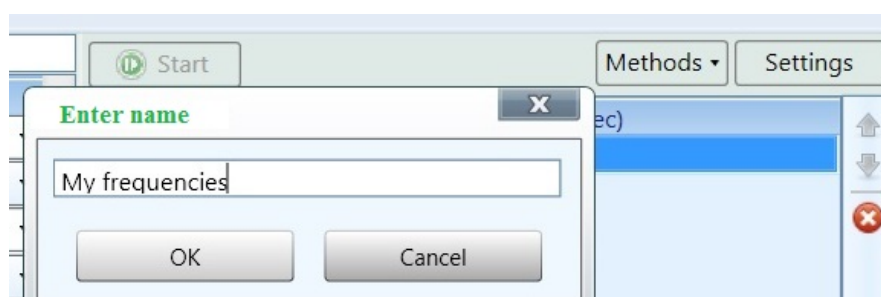 Start
Methods
Settings
Enter name
ec)
My frequencies
OK
Cancel